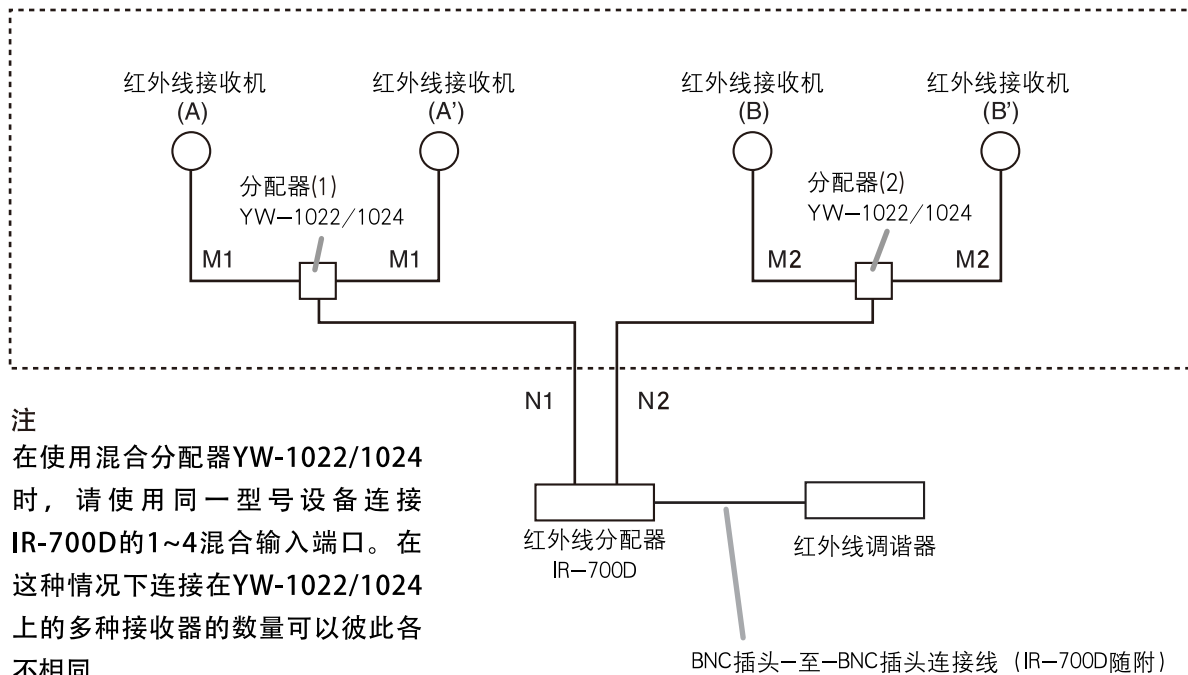 红外线接收机
(A)
红外线接收机
(A')
红外线接收机
(B)
红外线接收机
(B')
分配器(1)
YW-1022/1024
分配器(2)
YW-1022/1024
M1
M1
M2
M2
N1
N2
注
在使用混合分配器YW-1022/1024
时，请使用同一型号设备连接
IR-700D的1~4混合输入端口。在
这种情况下连接在YW-1022/1024
上的多种接收器的数量可以彼此各
不相同
红外线分配器
IR-700D
红外线调谐器
BNC插头-至-BNC插头连接线（IR-700D随附）